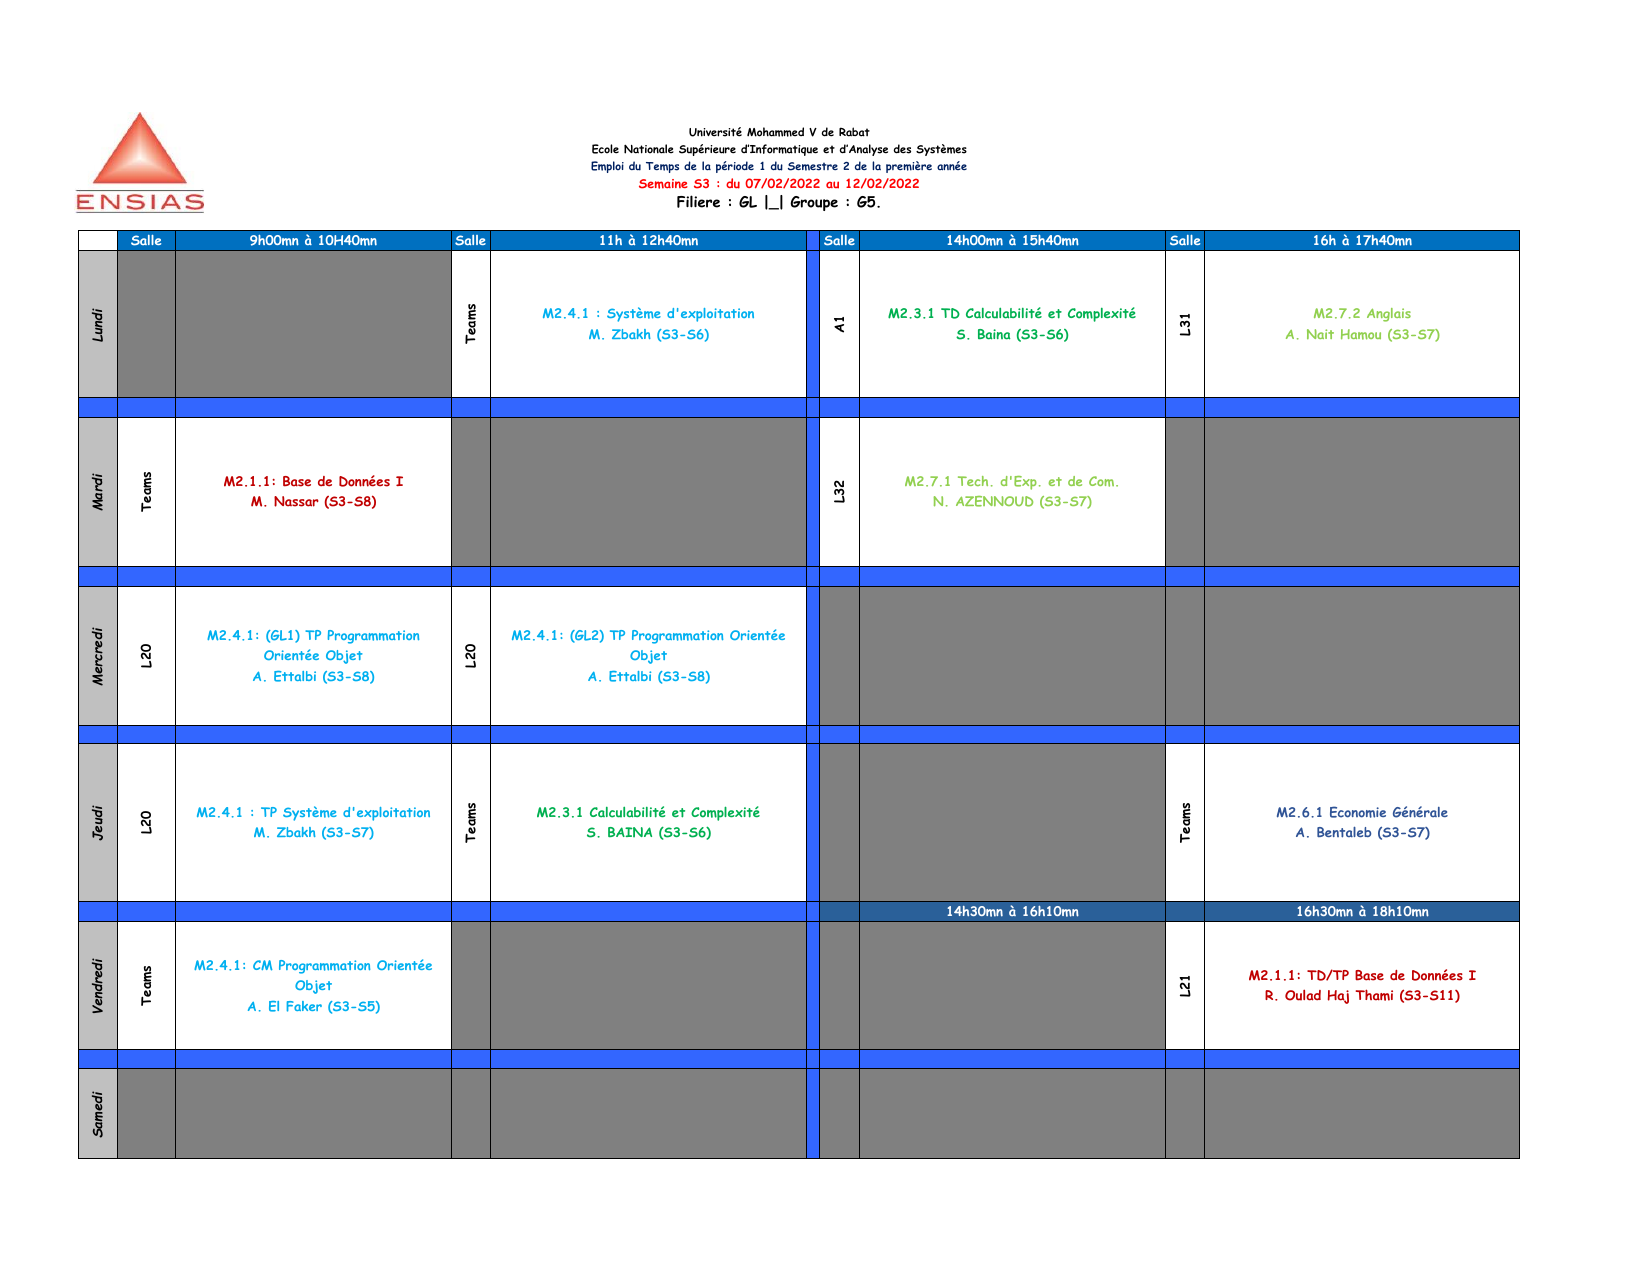 ENSIAS
Université Mohammed V de Rabat
Ecole Nationale Supérieure d’Informatique et d’Analyse des Systèmes
Emploi du Temps de la période 1 du Semestre 2 de la première année
Semaine S3 : du 07/02/2022 au 12/02/2022
Filiere : GL |_| Groupe : G5.
Salle 9h00mn à 10H40mn Salle 11h à 12h40mn Salle 14h00mn à 15h40mn Salle 16h à 17h40mn
Lundi
Teams
M2.4.1 : Système d'exploitation
M. Zbakh (S3-S6)
A1
M2.3.1 TD Calculabilité et Complexité
S. Baina (S3-S6)
L31
M2.7.2 Anglais
A. Nait Hamou (S3-S7)
Mardi
Teams
M2.1.1: Base de Données I
M. Nassar (S3-S8)
L32
M2.7.1 Tech. d'Exp. et de Com.
N. AZENNOUD (S3-S7)
Mercredi
L20
M2.4.1: (GL1) TP Programmation
Orientée Objet
A. Ettalbi (S3-S8)
L20
M2.4.1: (GL2) TP Programmation Orientée
Objet
A. Ettalbi (S3-S8)
Jeudi
L20
M2.4.1 : TP Système d'exploitation
M. Zbakh (S3-S7)
Teams
M2.3.1 Calculabilité et Complexité
S. BAINA (S3-S6)
Teams
M2.6.1 Economie Générale
A. Bentaleb (S3-S7)
14h30mn à 16h10mn 16h30mn à 18h10mn
Vendredi
Teams
M2.4.1: CM Programmation Orientée
Objet
A. El Faker (S3-S5)
L21
M2.1.1: TD/TP Base de Données I
R. Oulad Haj Thami (S3-S11)
Samedi